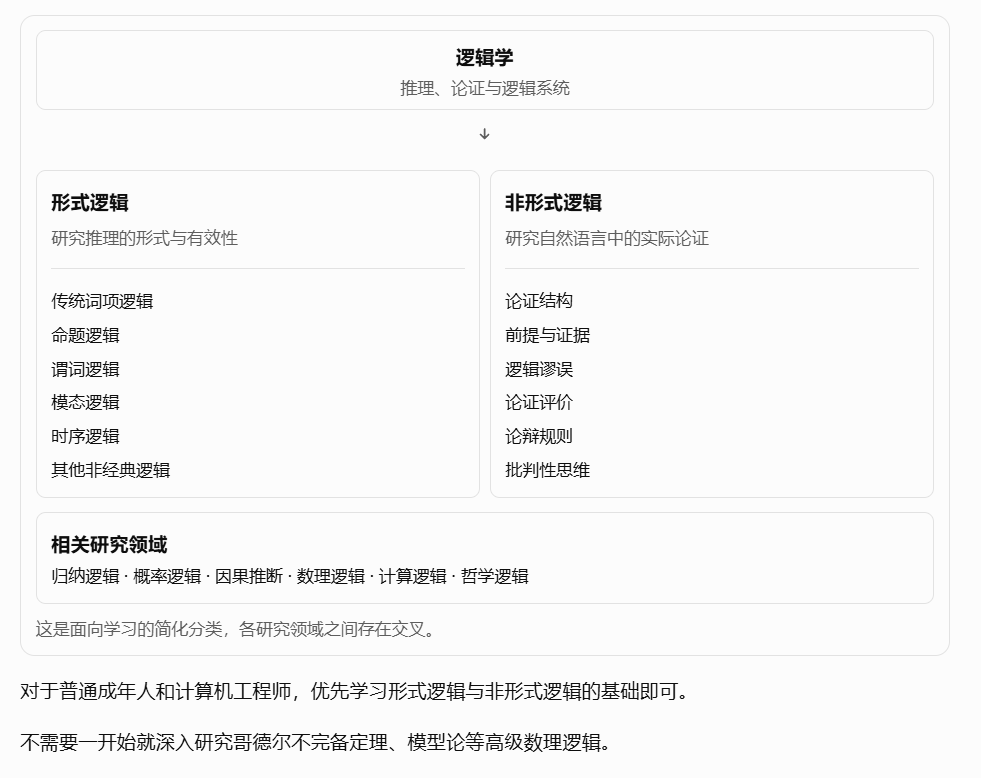 逻辑学
推理、论证与逻辑系统
↓
形式逻辑
研究推理的形式与有效性
传统词项逻辑
命题逻辑
谓词逻辑
模态逻辑
时序逻辑
其他非经典逻辑
非形式逻辑
研究自然语言中的实际论证
论证结构
前提与证据
逻辑谬误
论证评价
论辩规则
批判性思维
相关研究领域
归纳逻辑 · 概率逻辑 · 因果推断 · 数理逻辑 · 计算逻辑 · 哲学逻辑
这是面向学习的简化分类，各研究领域之间存在交叉。
对于普通成年人和计算机工程师，优先学习形式逻辑与非形式逻辑的基础即可。
不需要一开始就深入研究哥德尔不完备定理、模型论等高级数理逻辑。